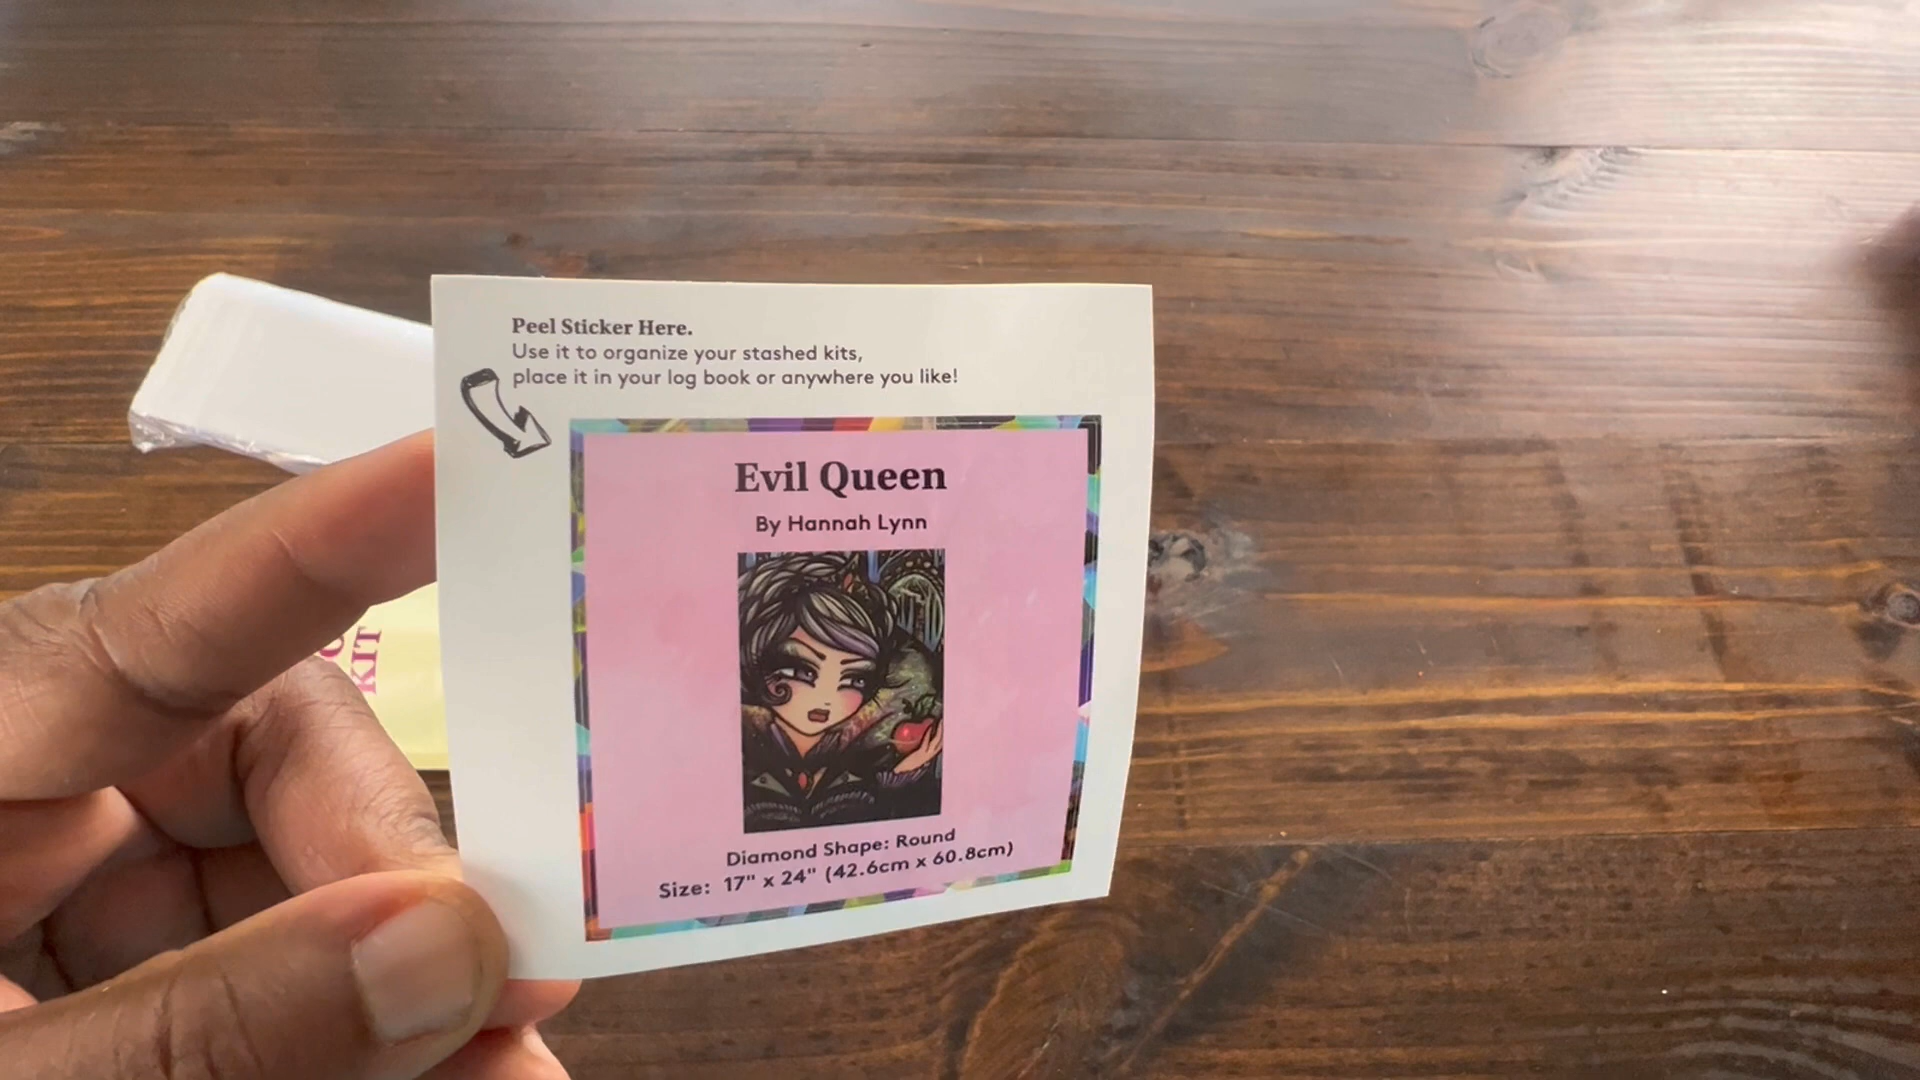 Peel Sticker Here.
Use it to organize your stashed kits,
place it in your log book or anywhere you like!
Evil Queen
By Hannah Lynn
Diamond Shape: Round
Size: 17" x 24" (42.6cm x 60.8cm)
KIT